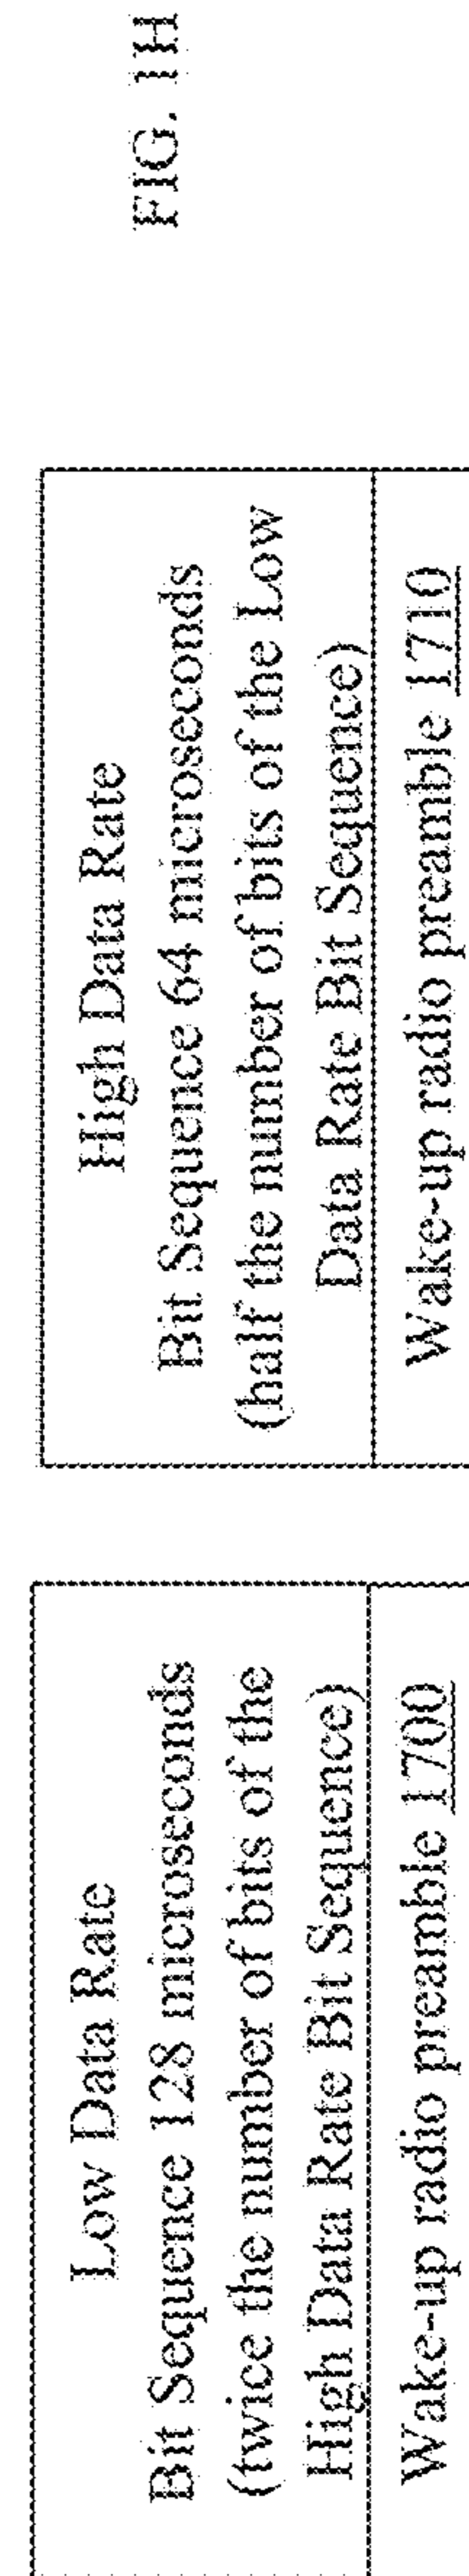 Low Data Rate
Bit Sequence 128 microseconds
(twice the number of bits of the
High Data Rate Bit Sequence)
Wake-up radio preamble 1700
High Data Rate
Bit Sequence 64 microseconds
(half the number of bits of the Low
Data Rate Bit Sequence)
Wake-up radio preamble 1710
FIG. 1H